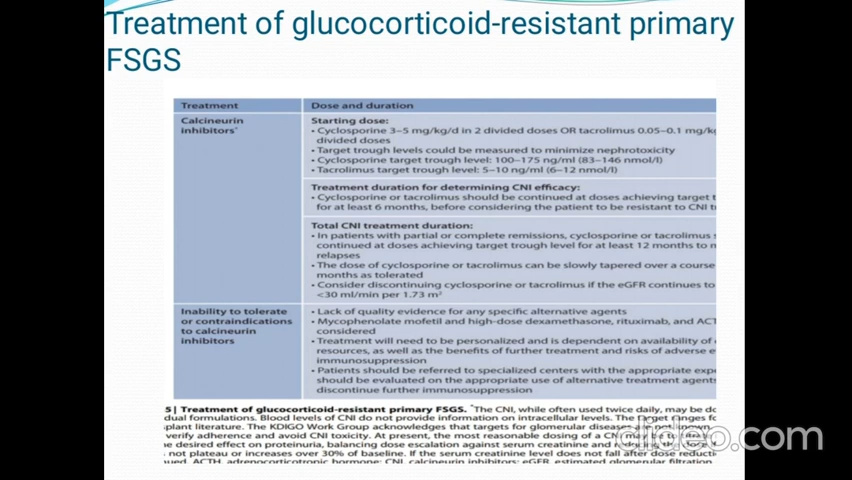 Treatment of glucocorticoid-resistant primary
FSGS
Treatment
Dose and duration
Calcineurin
inhibitors*
Starting dose:
• Cyclosporine 3–5 mg/kg/d in 2 divided doses OR tacrolimus 0.05–0.1 mg/kg
divided doses
• Target trough levels could be measured to minimize nephrotoxicity
• Cyclosporine target trough level: 100–175 ng/ml (83–146 nmol/l)
• Tacrolimus target trough level: 5–10 ng/ml (6–12 nmol/l)
Treatment duration for determining CNI efficacy:
• Cyclosporine or tacrolimus should be continued at doses achieving target t
for at least 6 months, before considering the patient to be resistant to CNI t
Total CNI treatment duration:
• In patients with partial or complete remissions, cyclosporine or tacrolimus s
continued at doses achieving target trough level for at least 12 months to m
relapses
• The dose of cyclosporine or tacrolimus can be slowly tapered over a course
months as tolerated
• Consider discontinuing cyclosporine or tacrolimus if the eGFR continues to
<30 ml/min per 1.73 m²
Inability to tolerate
or contraindications
to calcineurin
inhibitors
• Lack of quality evidence for any specific alternative agents
• Mycophenolate mofetil and high-dose dexamethasone, rituximab, and ACT
considered
• Treatment will need to be personalized and is dependent on availability of
resources, as well as the benefits of further treatment and risks of adverse e
immunosuppression
• Patients should be referred to specialized centers with the appropriate exp
should be evaluated on the appropriate use of alternative treatment agents
discontinue further immunosuppression
5 | Treatment of glucocorticoid-resistant primary FSGS. *The CNI, while often used twice daily, may be do
dual formulations. Blood levels of CNI do not provide information on intracellular levels. The target ranges fo
plant literature. The KDIGO Work Group acknowledges that targets for glomerular diseases are not known.
verify adherence and avoid CNI toxicity. At present, the most reasonable dosing of a CNI may be
he desired effect on proteinuria, balancing dose escalation against serum creatinine and
not plateau or increases over 30% of baseline. If the serum creatinine level does not fall after dose reducti
ued. ACTH, adrenocorticotropic hormone; CNI, calcineurin inhibitors; eGFR, estimated glomerular filtration
clideo.com